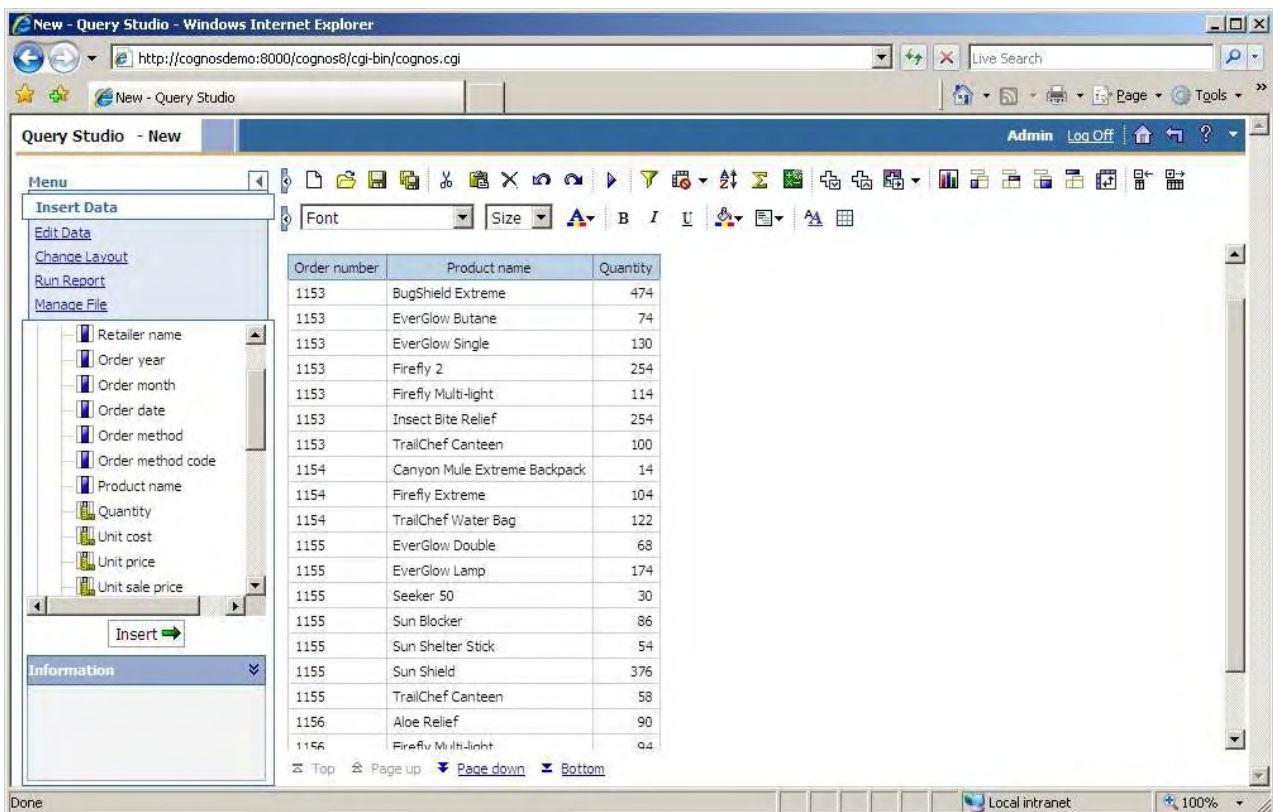 New - Query Studio - Windows Internet Explorer
http://cognosdemo:8000/cognos8/cgi-bin/cognos.cgi
Live Search
New - Query Studio
Page
Tools
Query Studio - New
Admin Log Off ?
Menu
Insert Data
Edit Data
Change Layout
Run Report
Manage File
Font
Size
A B I U
Retailer name
Order year
Order month
Order date
Order method
Order method code
Product name
Quantity
Unit cost
Unit price
Unit sale price
Insert
Information
Order number Product name Quantity
1153 BugShield Extreme 474
1153 EverGlow Butane 74
1153 EverGlow Single 130
1153 Firefly 2 254
1153 Firefly Multi-light 114
1153 Insect Bite Relief 254
1153 TrailChef Canteen 100
1154 Canyon Mule Extreme Backpack 14
1154 Firefly Extreme 104
1154 TrailChef Water Bag 122
1155 EverGlow Double 68
1155 EverGlow Lamp 174
1155 Seeker 50 30
1155 Sun Blocker 86
1155 Sun Shelter Stick 54
1155 Sun Shield 376
1155 TrailChef Canteen 58
1156 Aloe Relief 90
1156 Firefly Multi-light 94
Top Page up Page down Bottom
Done
Local intranet
100%